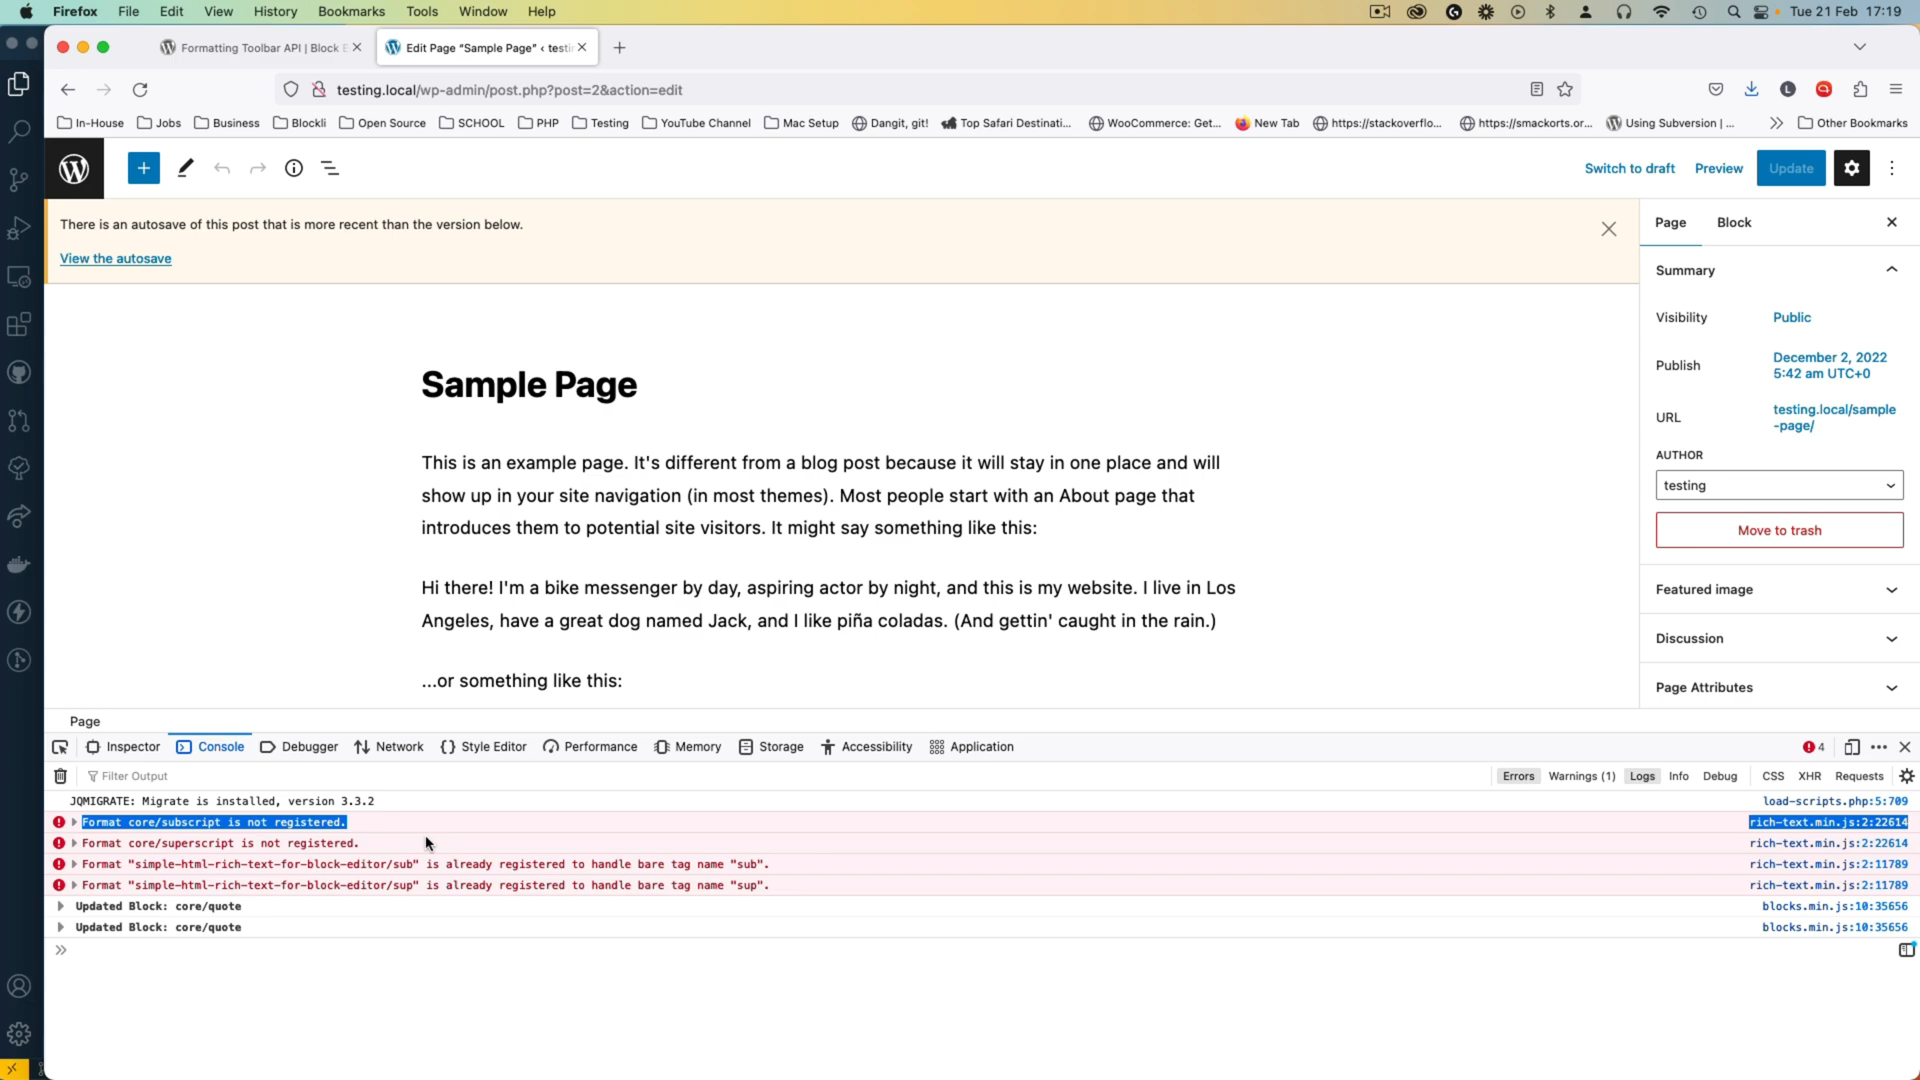 Firefox File Edit View History Bookmarks Tools Window Help Tue 21 Feb 17:19
Formatting Toolbar API | Block E
Edit Page “Sample Page” ‹ testi
testing.local/wp-admin/post.php?post=2&action=edit
In-House Jobs Business Blockli Open Source SCHOOL PHP Testing YouTube Channel Mac Setup Dangit, git! Top Safari Destinati... WooCommerce: Get... New Tab https://stackoverflo... https://smackorts.or... Using Subversion | ... Other Bookmarks
Switch to draft Preview Update
There is an autosave of this post that is more recent than the version below.
View the autosave
Page Block
Summary
Visibility Public
Publish December 2, 2022
5:42 am UTC+0
URL testing.local/sample
-page/
AUTHOR
testing
Move to trash
Featured image
Discussion
Page Attributes
Sample Page
This is an example page. It's different from a blog post because it will stay in one place and will
show up in your site navigation (in most themes). Most people start with an About page that
introduces them to potential site visitors. It might say something like this:
Hi there! I'm a bike messenger by day, aspiring actor by night, and this is my website. I live in Los
Angeles, have a great dog named Jack, and I like piña coladas. (And gettin' caught in the rain.)
...or something like this:
Page
Inspector Console Debugger Network Style Editor Performance Memory Storage Accessibility Application 4
Filter Output Errors Warnings (1) Logs Info Debug CSS XHR Requests
JQMIGRATE: Migrate is installed, version 3.3.2 load-scripts.php:5:709
Format core/subscript is not registered. rich-text.min.js:2:22614
Format core/superscript is not registered. rich-text.min.js:2:22614
Format "simple-html-rich-text-for-block-editor/sub" is already registered to handle bare tag name "sub". rich-text.min.js:2:11789
Format "simple-html-rich-text-for-block-editor/sup" is already registered to handle bare tag name "sup". rich-text.min.js:2:11789
Updated Block: core/quote blocks.min.js:10:35656
Updated Block: core/quote blocks.min.js:10:35656